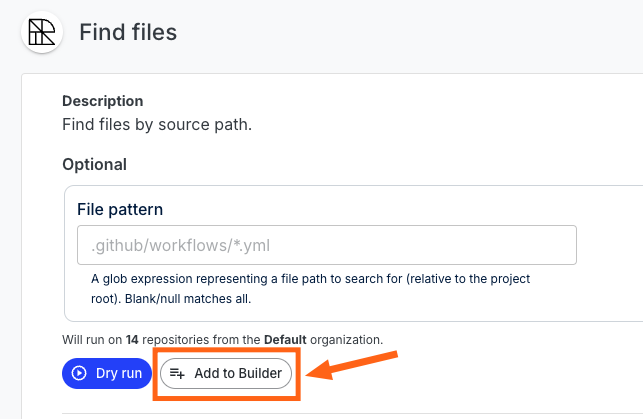 Find files
Description
Find files by source path.
Optional
File pattern
.github/workflows/*.yml
A glob expression representing a file path to search for (relative to the project
root). Blank/null matches all.
Will run on 14 repositories from the Default organization.
Dry run
Add to Builder